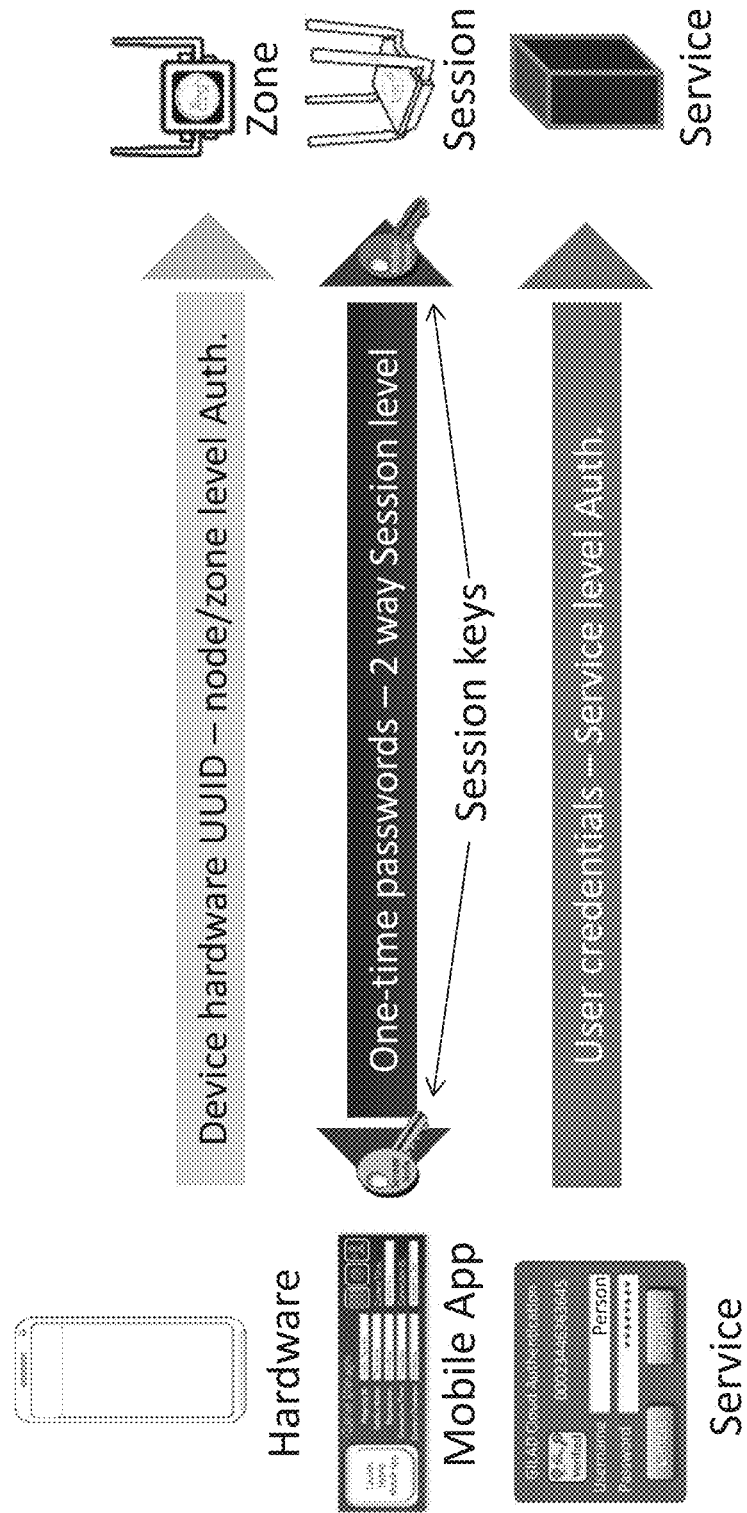 Hardware
Device hardware UUID – node/zone level Auth.
Zone
Mobile App
One-time passwords – 2 way Session level
Session
Session keys
Person
********
Service
User credentials – Service level Auth.
Service